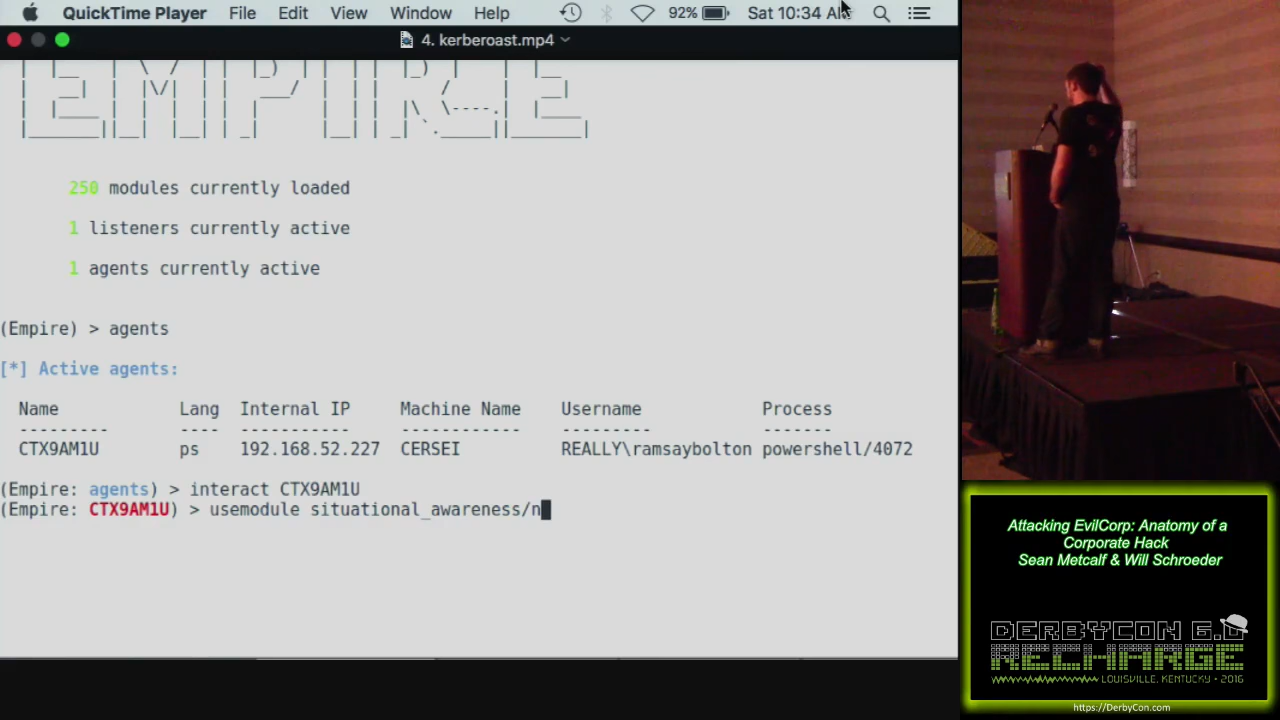 QuickTime Player File Edit View Window Help 92% Sat 10:34 AM
4. kerberoast.mp4
EMPIRE
250 modules currently loaded
1 listeners currently active
1 agents currently active
(Empire) > agents
[*] Active agents:
Name Lang Internal IP Machine Name Username Process
--------- ---- ----------- ------------ --------- -------
CTX9AM1U ps 192.168.52.227 CERSEI REALLY\ramsaybolton powershell/4072
(Empire: agents) > interact CTX9AM1U
(Empire: CTX9AM1U) > usemodule situational_awareness/n
Attacking EvilCorp: Anatomy of a
Corporate Hack
Sean Metcalf & Will Schroeder
DERBYCON 6.0
RECHARGE
LOUISVILLE, KENTUCKY • 2016
https://DerbyCon.com